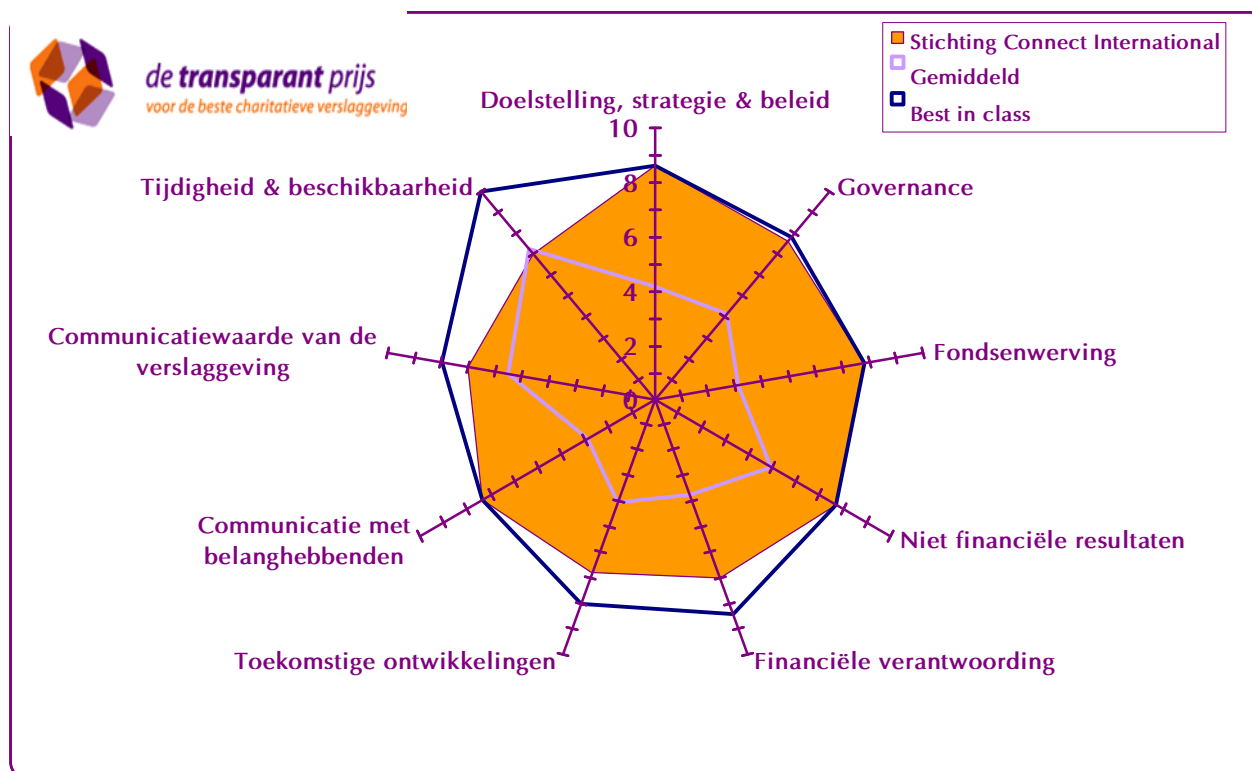 de transparant prijs
voor de beste charitatieve verslaggeving
Stichting Connect International
Gemiddeld
Best in class
Doelstelling, strategie & beleid
10
8
6
4
2
0
Tijdigheid & beschikbaarheid
Governance
Communicatiewaarde van de
verslaggeving
Fondsenwerving
Communicatie met
belanghebbenden
Niet financiële resultaten
Toekomstige ontwikkelingen
Financiële verantwoording